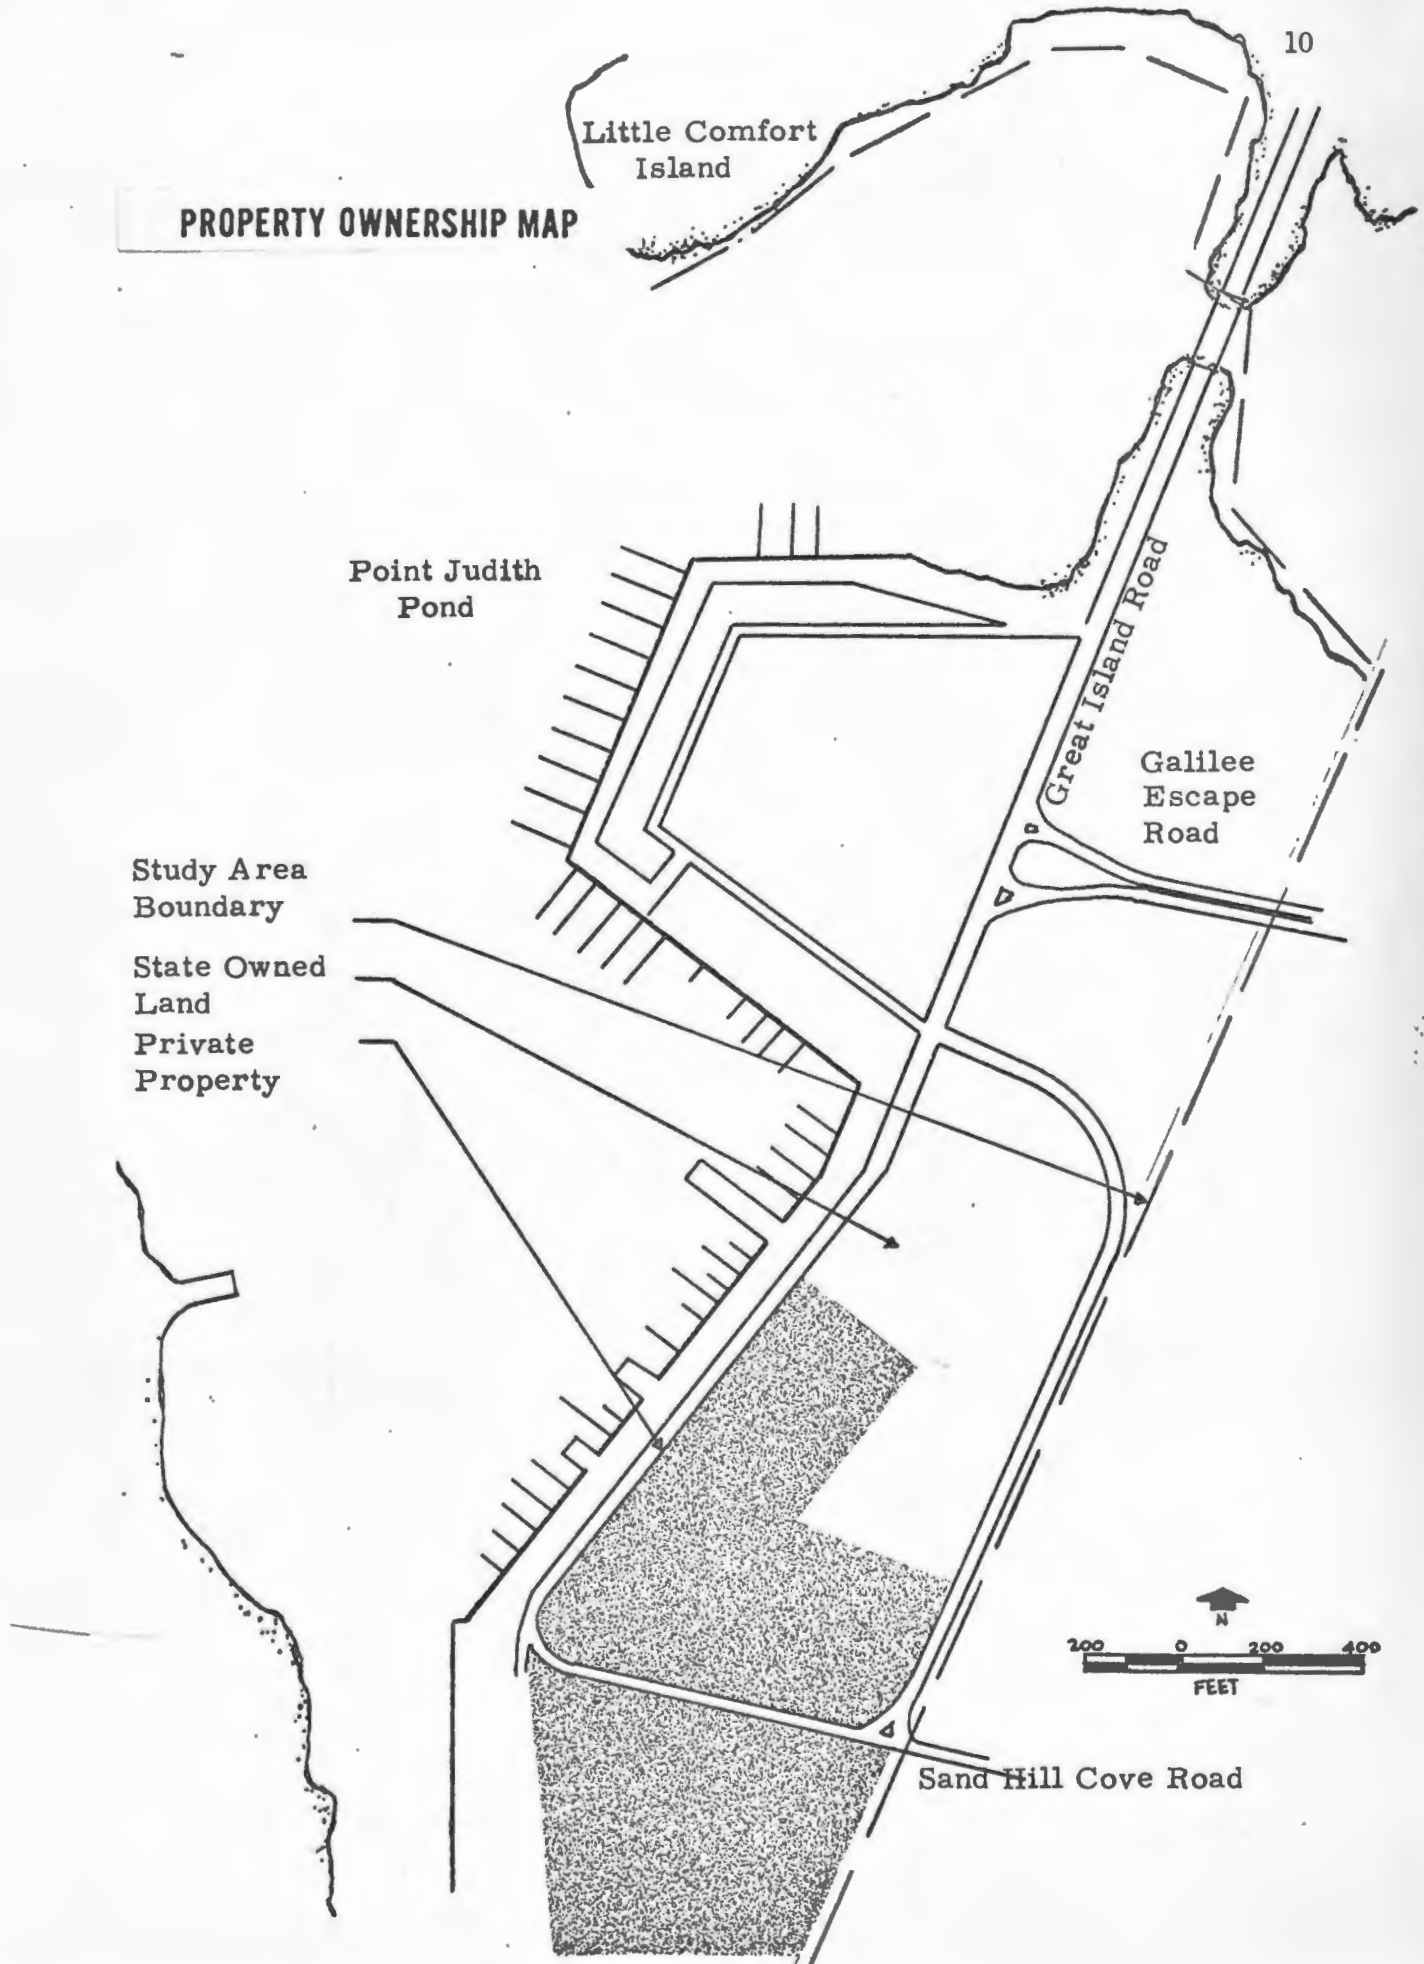 10
Little Comfort
Island
PROPERTY OWNERSHIP MAP
Point Judith
Pond
Great Island Road
Galilee
Escape
Road
Study Area
Boundary
State Owned
Land
Private
Property
N
200 0 200 400
FEET
Sand Hill Cove Road